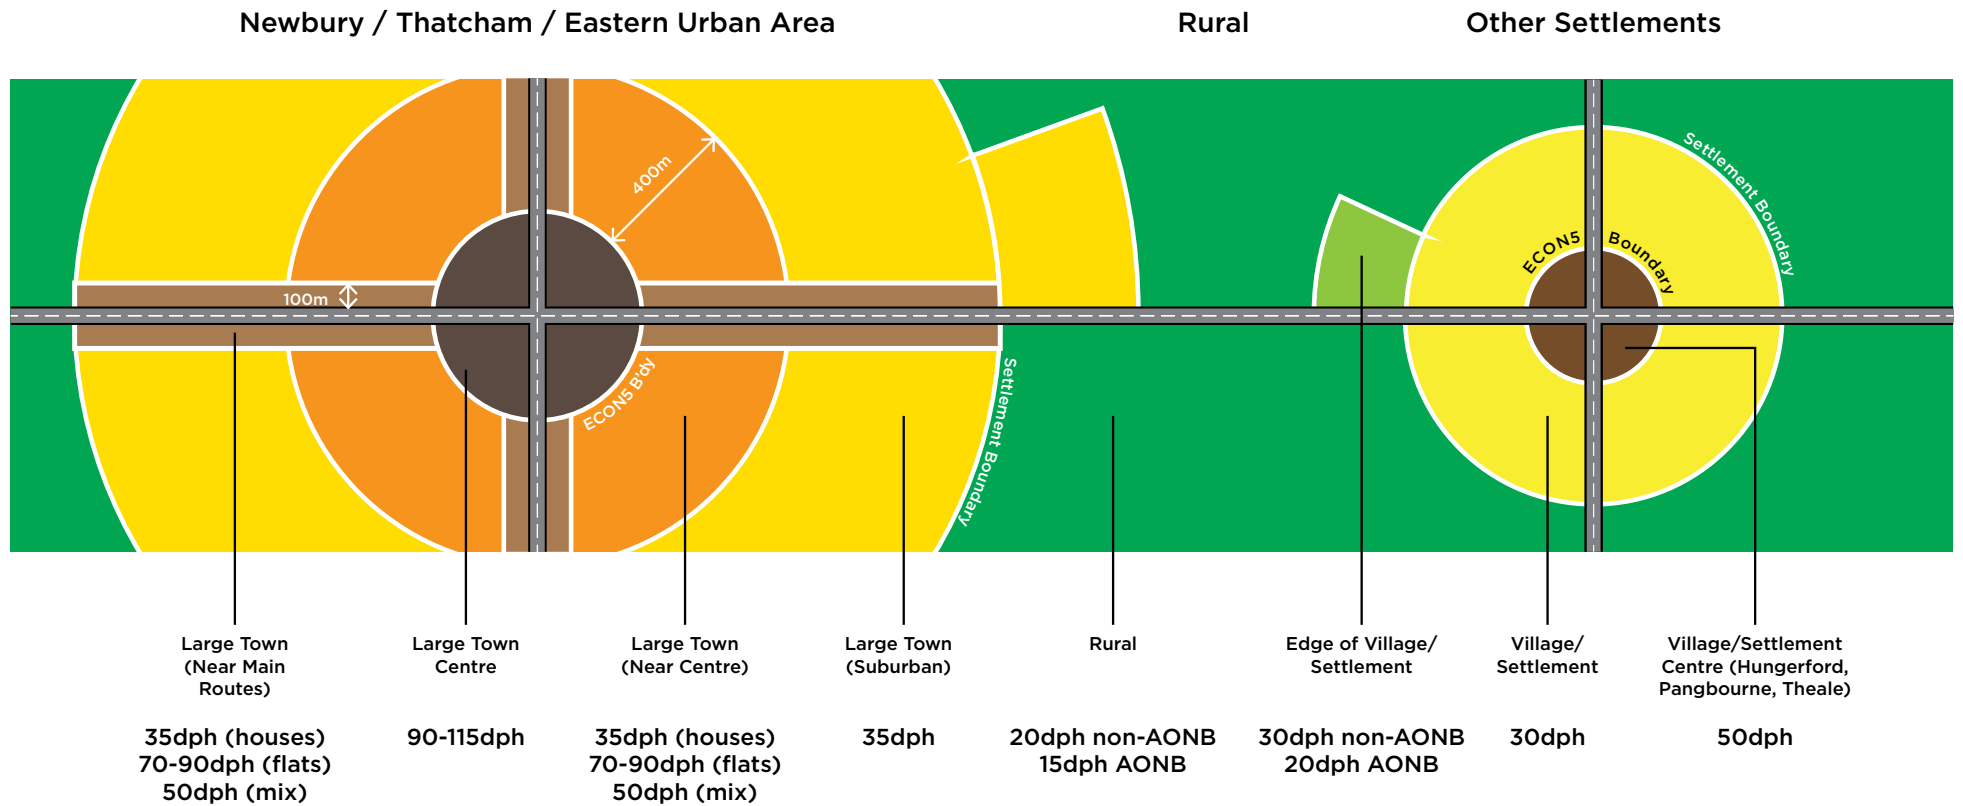 Newbury / Thatcham / Eastern Urban Area
Rural
Other Settlements
400m
100m
ECON5 B'dy
Settlement Boundary
ECON5 Boundary
Settlement Boundary
Large Town
(Near Main
Routes)
35dph (houses)
70-90dph (flats)
50dph (mix)
Large Town
Centre
90-115dph
Large Town
(Near Centre)
35dph (houses)
70-90dph (flats)
50dph (mix)
Large Town
(Suburban)
35dph
Rural
20dph non-AONB
15dph AONB
Edge of Village/
Settlement
30dph non-AONB
20dph AONB
Village/
Settlement
30dph
Village/Settlement
Centre (Hungerford,
Pangbourne, Theale)
50dph